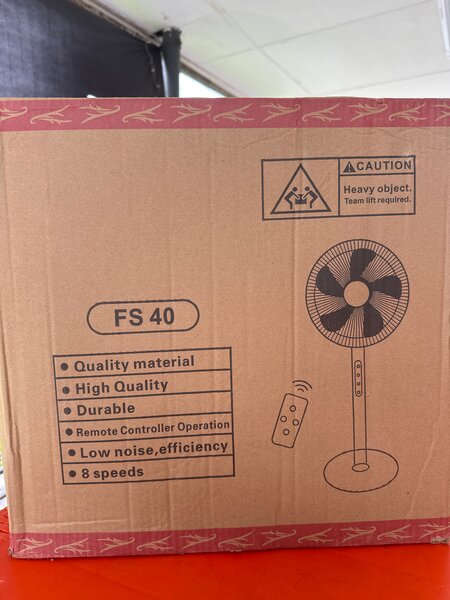 CAUTION
Heavy object.
Team lift required.
FS 40
Quality material
High Quality
Durable
Remote Controller Operation
Low noise,efficiency
8 speeds